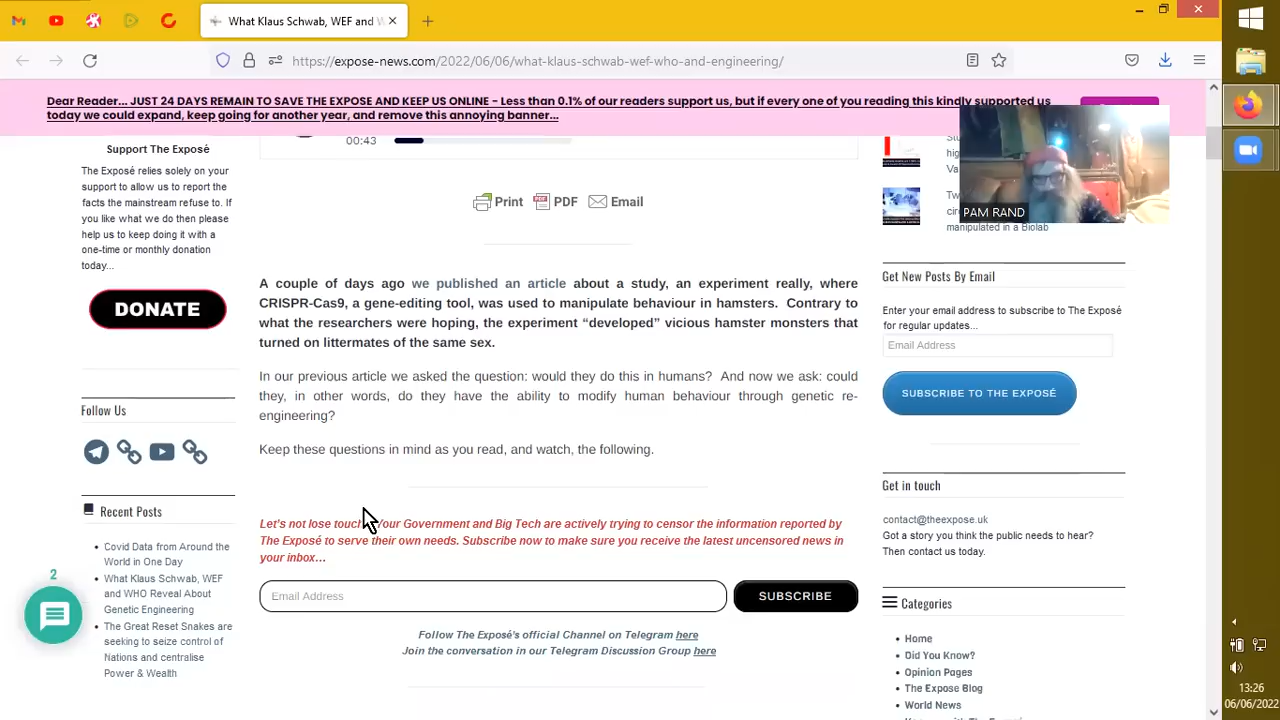 What Klaus Schwab, WEF and W
https://expose-news.com/2022/06/06/what-klaus-schwab-wef-who-and-engineering/
Dear Reader... JUST 24 DAYS REMAIN TO SAVE THE EXPOSE AND KEEP US ONLINE - Less than 0.1% of our readers support us, but if every one of you reading this kindly supported us
today we could expand, keep going for another year, and remove this annoying banner...
Support The Exposé
The Exposé relies solely on your
support to allow us to report the
facts the mainstream refuse to. If
you like what we do then please
help us to keep doing it with a
one-time or monthly donation
today...
DONATE
Follow Us
Recent Posts
Covid Data from Around the
World in One Day
What Klaus Schwab, WEF
and WHO Reveal About
Genetic Engineering
The Great Reset Snakes are
seeking to seize control of
Nations and centralise
Power & Wealth
2
00:43
Print PDF Email
A couple of days ago we published an article about a study, an experiment really, where
CRISPR-Cas9, a gene-editing tool, was used to manipulate behaviour in hamsters. Contrary to
what the researchers were hoping, the experiment “developed” vicious hamster monsters that
turned on littermates of the same sex.
In our previous article we asked the question: would they do this in humans? And now we ask: could
they, in other words, do they have the ability to modify human behaviour through genetic re-
engineering?
Keep these questions in mind as you read, and watch, the following.
Let’s not lose touch Your Government and Big Tech are actively trying to censor the information reported by
The Exposé to serve their own needs. Subscribe now to make sure you receive the latest uncensored news in
your inbox…
Email Address
SUBSCRIBE
Follow The Exposé's official Channel on Telegram here
Join the conversation in our Telegram Discussion Group here
PAM RAND
Sto
hig
Va
Tw
circ
manipulated in a Biolab
Get New Posts By Email
Enter your email address to subscribe to The Exposé
for regular updates...
Email Address
SUBSCRIBE TO THE EXPOSÉ
Get in touch
contact@theexpose.uk
Got a story you think the public needs to hear?
Then contact us today.
Categories
Home
Did You Know?
Opinion Pages
The Expose Blog
World News
13:26
06/06/2022